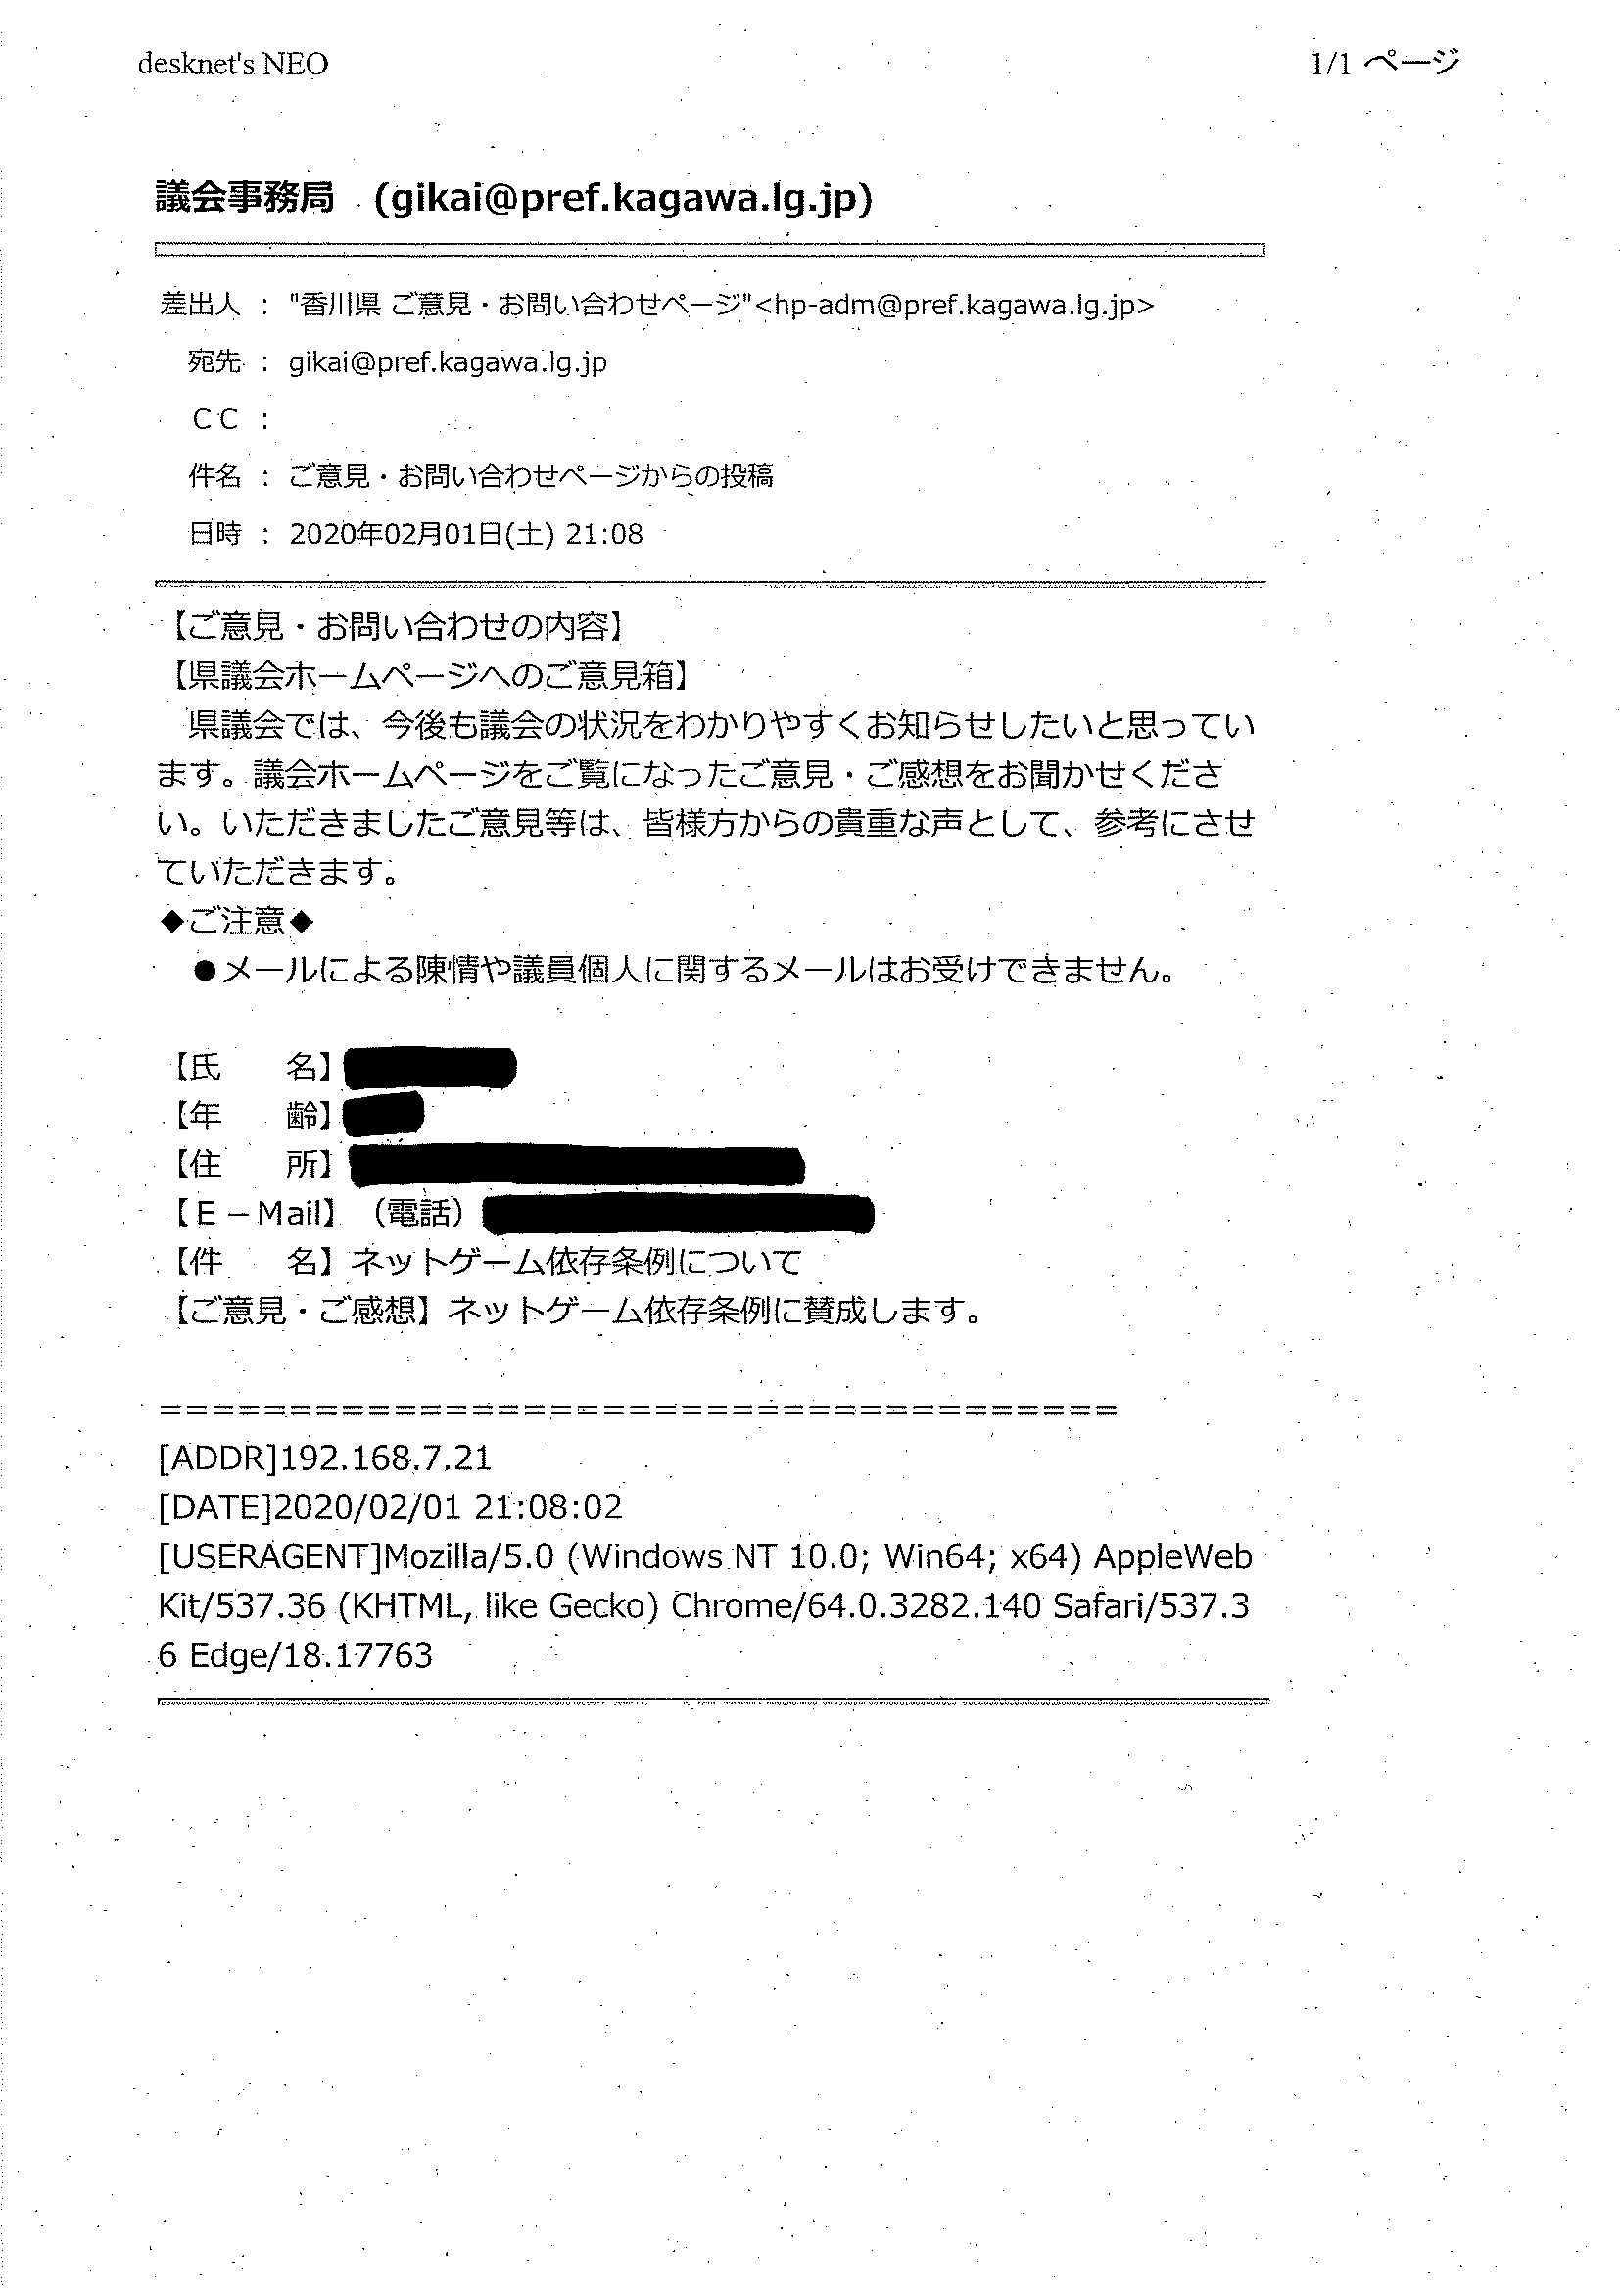 desknet's NEO
1/1 ページ
議会事務局 (gikai@pref.kagawa.lg.jp)
差出人 : "香川県 ご意見・お問い合わせページ"<hp-adm@pref.kagawa.lg.jp>
宛先 : gikai@pref.kagawa.lg.jp
CC :
件名 : ご意見・お問い合わせページからの投稿
日時 : 2020年02月01日(土) 21:08
【ご意見・お問い合わせの内容】
【県議会ホームページへのご意見箱】
県議会では、今後も議会の状況をわかりやすくお知らせしたいと思ってい
ます。議会ホームページをご覧になったご意見・ご感想をお聞かせくださ
い。いただきましたご意見等は、皆様方からの貴重な声として、参考にさせ
ていただきます。
◆ご注意◆
●メールによる陳情や議員個人に関するメールはお受けできません。
【氏　　名】
【年　　齢】
【住　　所】
【E－Mail】（電話）
【件　　名】ネットゲーム依存条例について
【ご意見・ご感想】ネットゲーム依存条例に賛成します。
=====================================
[ADDR]192.168.7.21
[DATE]2020/02/01 21:08:02
[USERAGENT]Mozilla/5.0 (Windows NT 10.0; Win64; x64) AppleWeb
Kit/537.36 (KHTML, like Gecko) Chrome/64.0.3282.140 Safari/537.3
6 Edge/18.17763